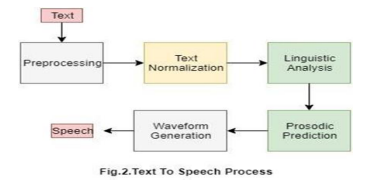 Text
Preprocessing
Text
Normalization
Linguistic
Analysis
Prosodic
Prediction
Waveform
Generation
Speech
Fig.2.Text To Speech Process